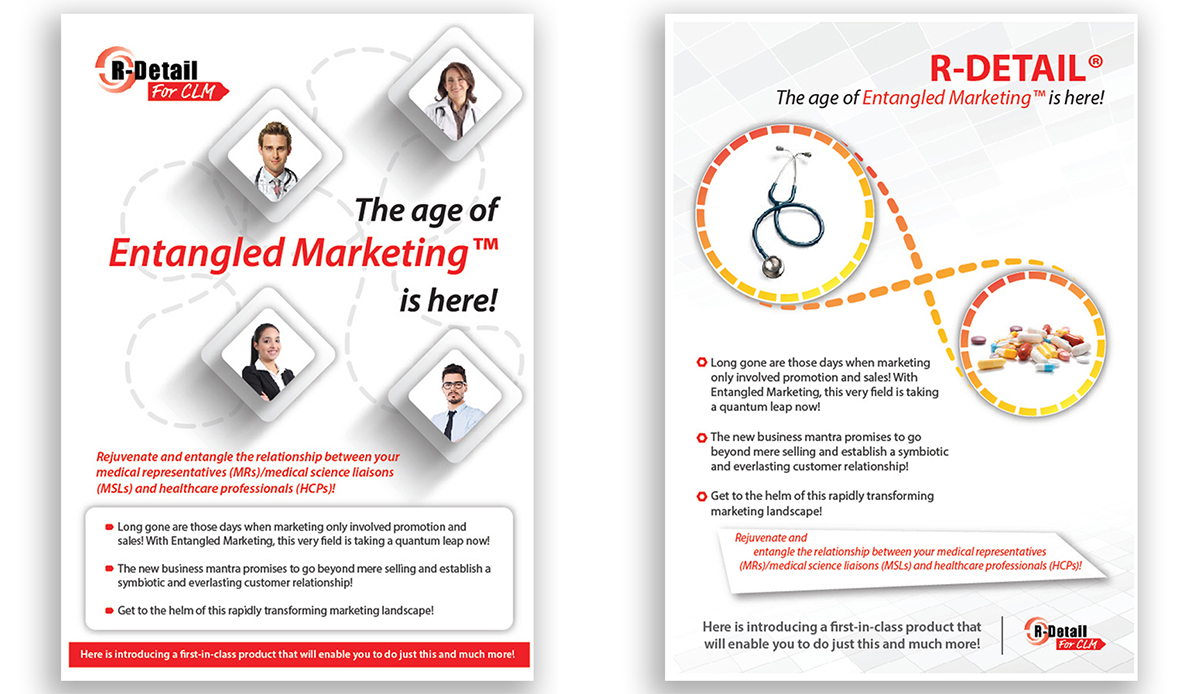 R-Detail
For CLM
The age of
Entangled Marketing™
is here!
Rejuvenate and entangle the relationship between your
medical representatives (MRs)/medical science liaisons
(MSLs) and healthcare professionals (HCPs)!
Long gone are those days when marketing only involved promotion and
sales! With Entangled Marketing, this very field is taking a quantum leap now!
The new business mantra promises to go beyond mere selling and establish a
symbiotic and everlasting customer relationship!
Get to the helm of this rapidly transforming marketing landscape!
Here is introducing a first-in-class product that will enable you to do just this and much more!
R-DETAIL®
The age of Entangled Marketing™ is here!
Long gone are those days when marketing
only involved promotion and sales! With
Entangled Marketing, this very field is taking
a quantum leap now!
The new business mantra promises to go
beyond mere selling and establish a symbiotic
and everlasting customer relationship!
Get to the helm of this rapidly transforming
marketing landscape!
Rejuvenate and
entangle the relationship between your medical representatives
(MRs)/medical science liaisons (MSLs) and healthcare professionals (HCPs)!
Here is introducing a first-in-class product that
will enable you to do just this and much more!
R-Detail
For CLM